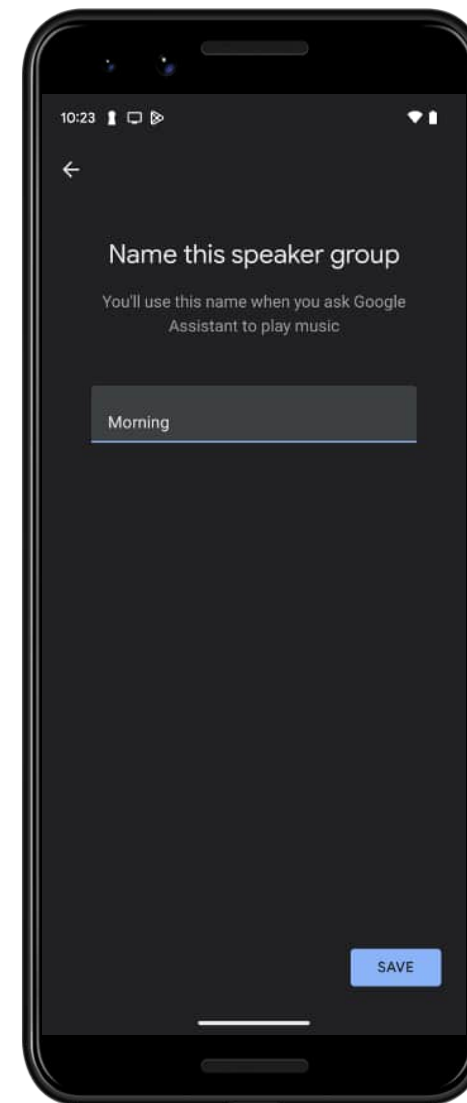 10:23
Name this speaker group
You'll use this name when you ask Google
Assistant to play music
Morning
SAVE